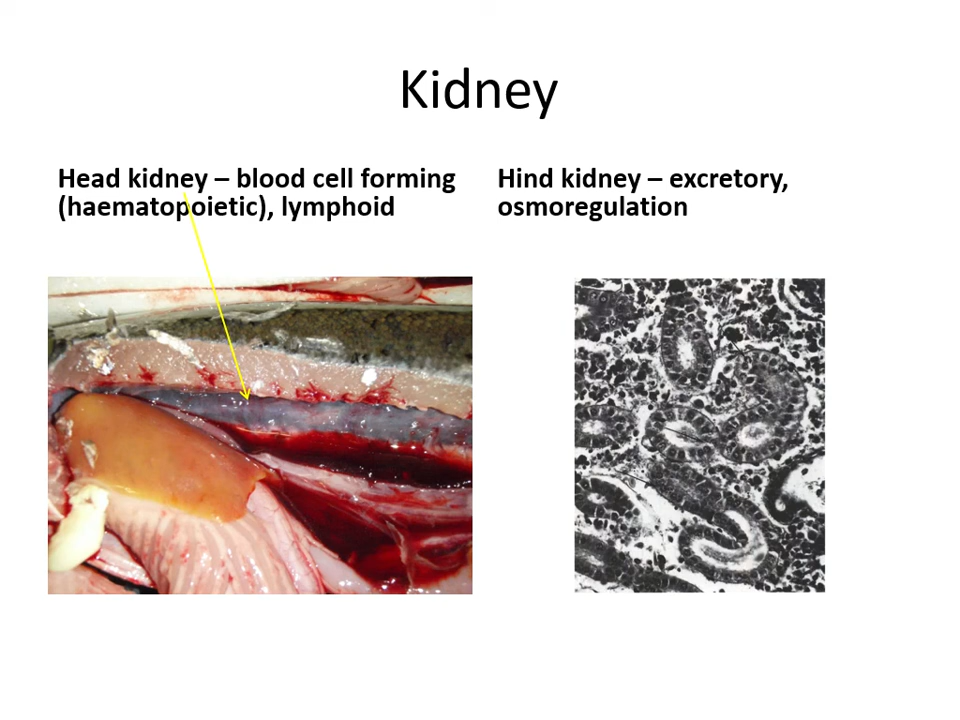 Kidney
Head kidney – blood cell forming
(haematopoietic), lymphoid
Hind kidney – excretory,
osmoregulation